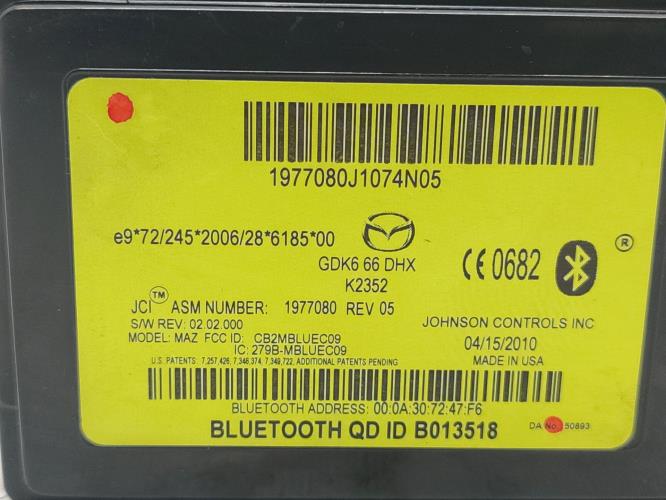 1977080J1074N05
e9*72/245*2006/28*6185*00
GDK6 66 DHX
K2352
CE 0682
®
JCI™ ASM NUMBER: 1977080 REV 05
S/W REV: 02.02.000
MODEL: MAZ FCC ID: CB2MBLUEC09
IC: 279B-MBLUEC09
JOHNSON CONTROLS INC
04/15/2010
MADE IN USA
U.S. PATENTS: 7,257,426, 7,346,374, 7,349,722, ADDITIONAL PATENTS PENDING
BLUETOOTH ADDRESS: 00:0A:30:72:47:F6
BLUETOOTH QD ID B013518
DA No. 50893